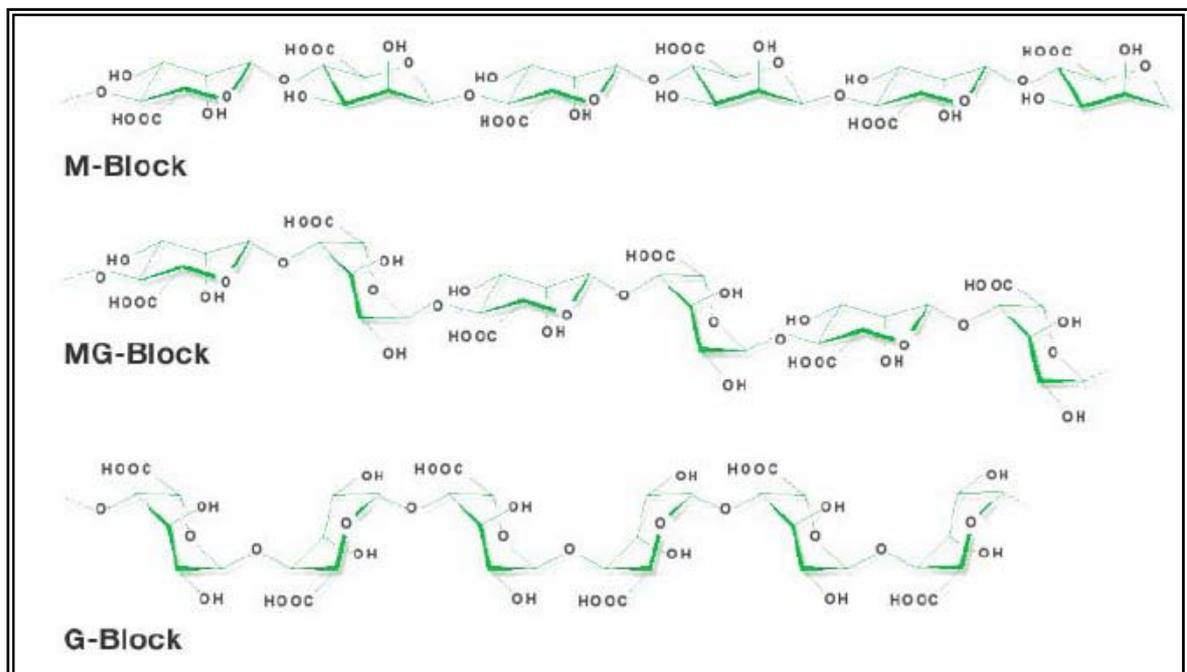 HOOC OH HOOC OH HOOC OH
HO O O HO O O HO O O
O O HO O O HO O O HO
HOOC OH HOOC OH HOOC OH
M-Block
HOOC
HO O OH HOOC
O O O HO O OH HOOC
HOOC OH O O O HO O OH
HOOC OH O O O
MG-Block OH HOOC OH
OH
OH
HOOC OH HOOC OH HOOC OH
O OH O OH O OH
O O O O O O
O OH O OH O OH
OH HOOC OH HOOC OH HOOC
G-Block